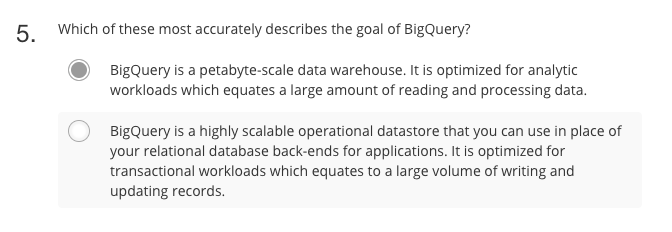 5. Which of these most accurately describes the goal of BigQuery?
BigQuery is a petabyte-scale data warehouse. It is optimized for analytic
workloads which equates a large amount of reading and processing data.
BigQuery is a highly scalable operational datastore that you can use in place of
your relational database back-ends for applications. It is optimized for
transactional workloads which equates to a large volume of writing and
updating records.